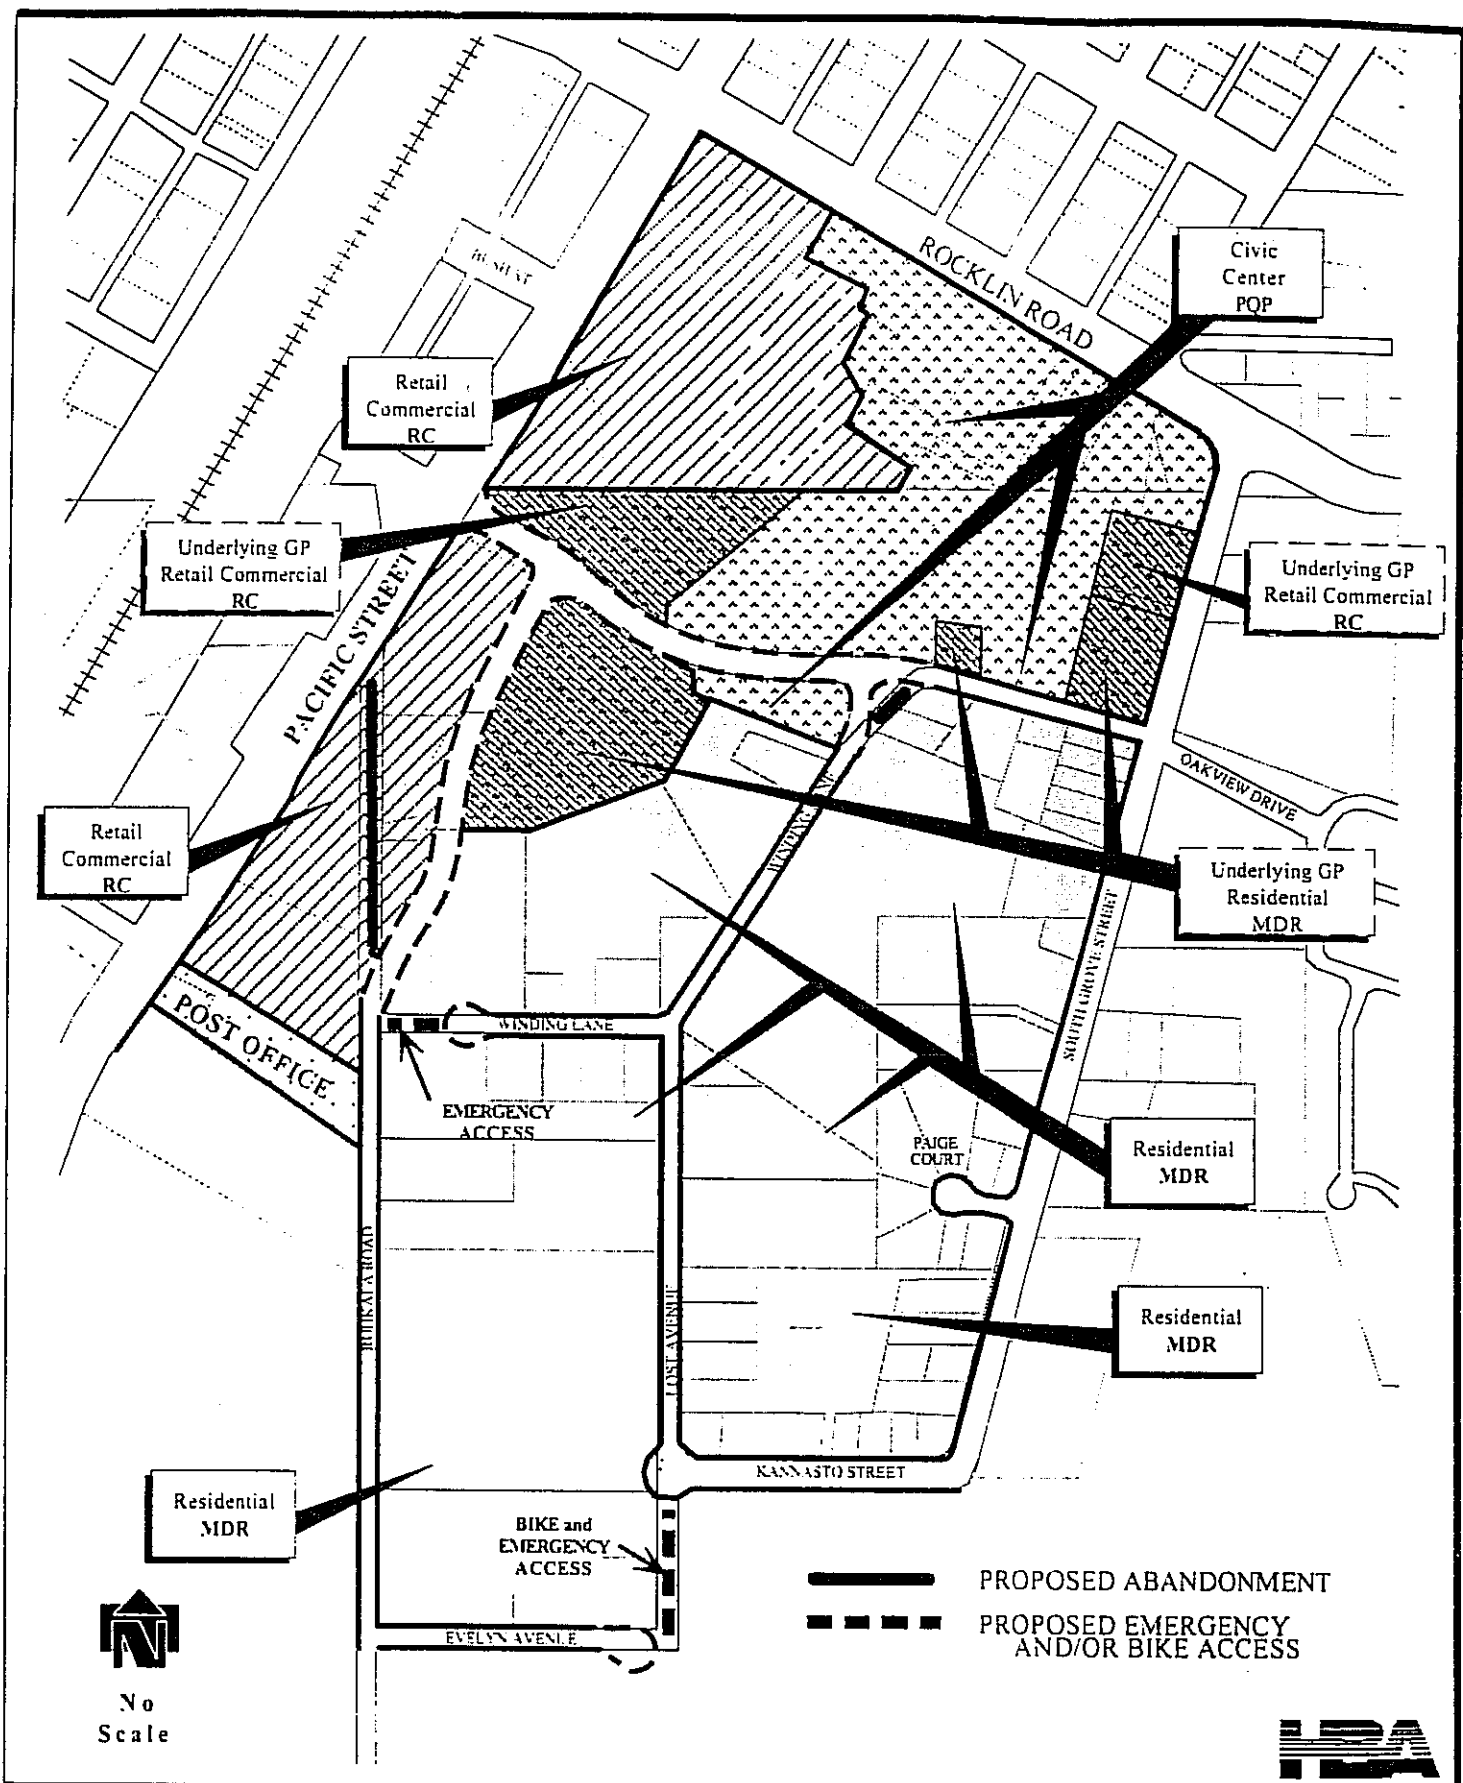 ROCKLIN ROAD
Civic
Center
PQP
Retail
Commercial
RC
Underlying GP
Retail Commercial
RC
Underlying GP
Retail Commercial
RC
PACIFIC STREET
OAKVIEW DRIVE
Retail
Commercial
RC
Underlying GP
Residential
MDR
SOUTH GROVE STREET
POST OFFICE
WINDING LANE
EMERGENCY
ACCESS
PAIGE
COURT
Residential
MDR
LOST AVENUE
Residential
MDR
KANNASTO STREET
Residential
MDR
BIKE and
EMERGENCY
ACCESS
PROPOSED ABANDONMENT
PROPOSED EMERGENCY
AND/OR BIKE ACCESS
EVELYN AVENUE
N
No
Scale
HBA